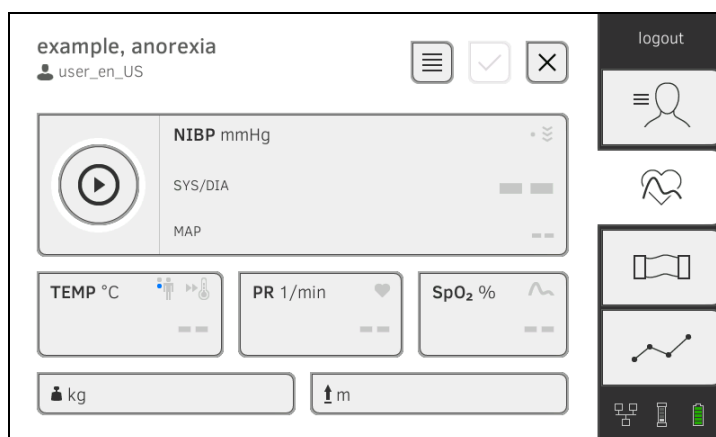 example, anorexia
user_en_US
logout
NIBP mmHg
SYS/DIA
-- --
MAP
--
TEMP °C
--
PR 1/min
--
SpO₂ %
--
kg
m